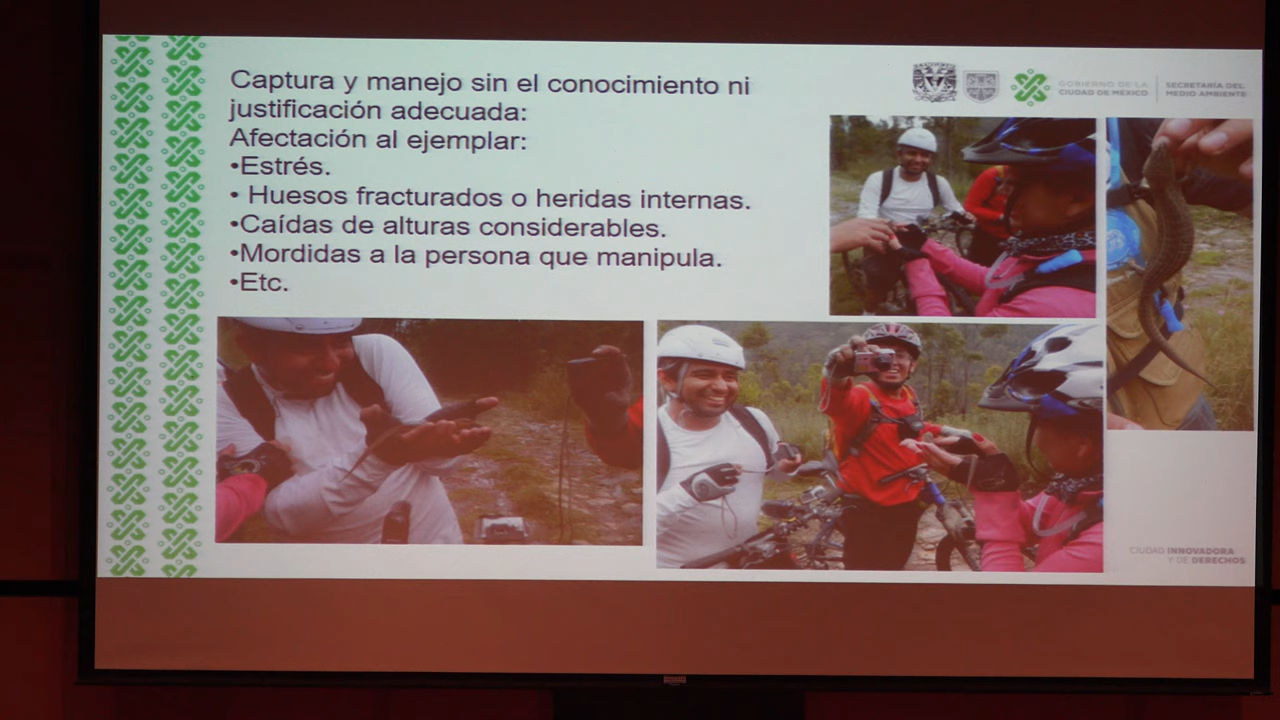 Captura y manejo sin el conocimiento ni
justificación adecuada:
Afectación al ejemplar:
•Estrés.
• Huesos fracturados o heridas internas.
•Caídas de alturas considerables.
•Mordidas a la persona que manipula.
•Etc.
GOBIERNO DE LA
CIUDAD DE MÉXICO
SECRETARÍA DEL
MEDIO AMBIENTE
CIUDAD INNOVADORA
Y DE DERECHOS